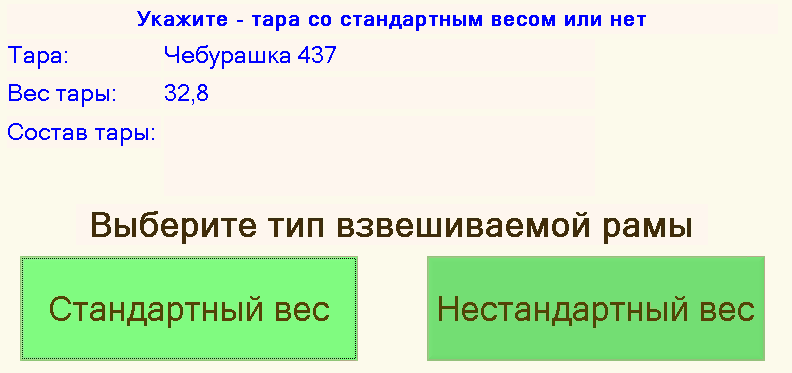 Укажите - тара со стандартным весом или нет
Тара: Чебурашка 437
Вес тары: 32,8
Состав тары:
Выберите тип взвешиваемой рамы
Стандартный вес Нестандартный вес